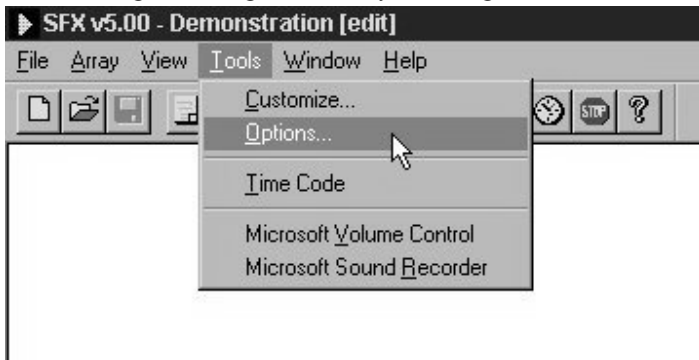 SFX v5.00 - Demonstration [edit]
File Array View Tools Window Help
Customize...
Options...
STOP ?
Time Code
Microsoft Volume Control
Microsoft Sound Recorder